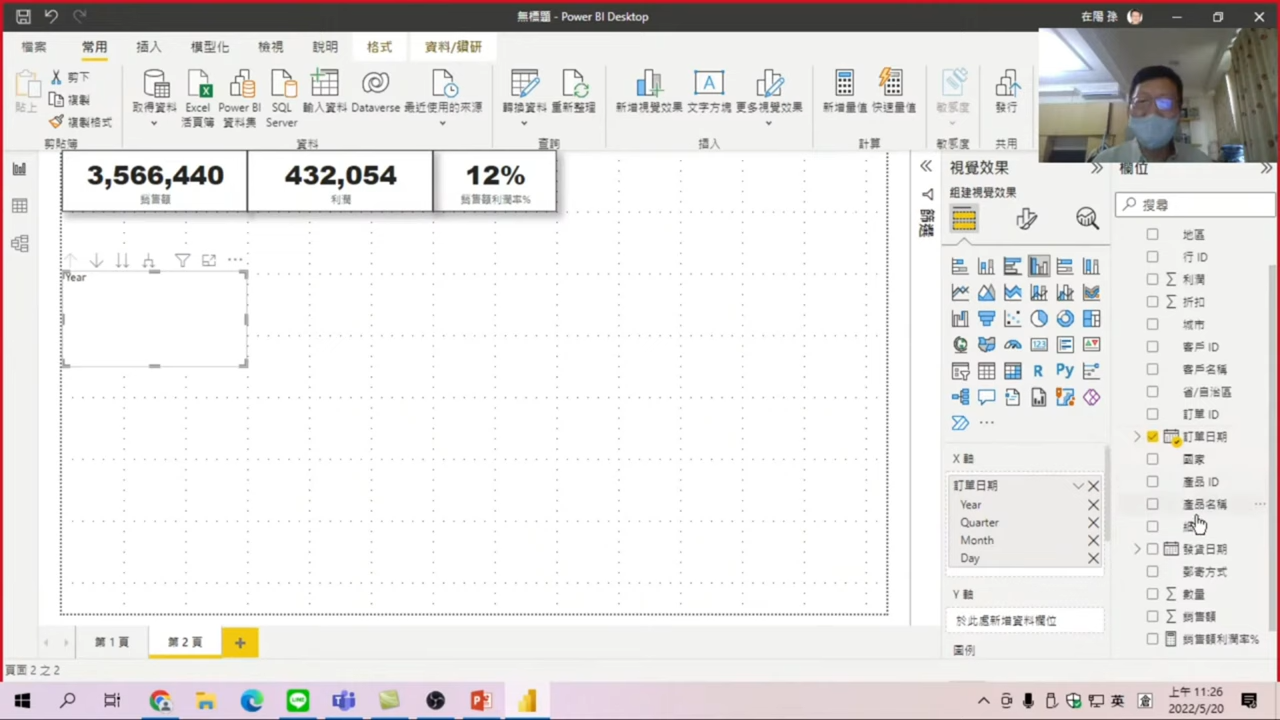 無標題 - Power BI Desktop
在陽 孫
檔案 常用 插入 模型化 檢視 說明 格式 資料/鑽研
貼上 剪下
複製
複製格式
取得資料 Excel 活頁簿 Power BI 資料集 SQL Server 輸入資料 Dataverse 最近使用的來源
轉換資料 重新整理
新增視覺效果 文字方塊 更多視覺效果
新增量值 快速量值
敏感度
發行
剪貼簿 資料 查詢 插入 計算 敏感度 共用
3,566,440
銷售額
432,054
利潤
12%
銷售額利潤率%
Year
篩選
視覺效果
組建視覺效果
R Py
123
X 軸
訂單日期
Year
Quarter
Month
Day
Y 軸
於此處新增資料欄位
圖例
欄位
搜尋
地區
行 ID
利潤
折扣
城市
客戶 ID
客戶名稱
省/自治區
訂單 ID
訂單日期
國家
產品 ID
產品名稱
發貨日期
郵寄方式
數量
銷售額
銷售額利潤率%
第 1 頁 第 2 頁 +
頁面 2 之 2
英 倉
上午 11:26
2022/5/20